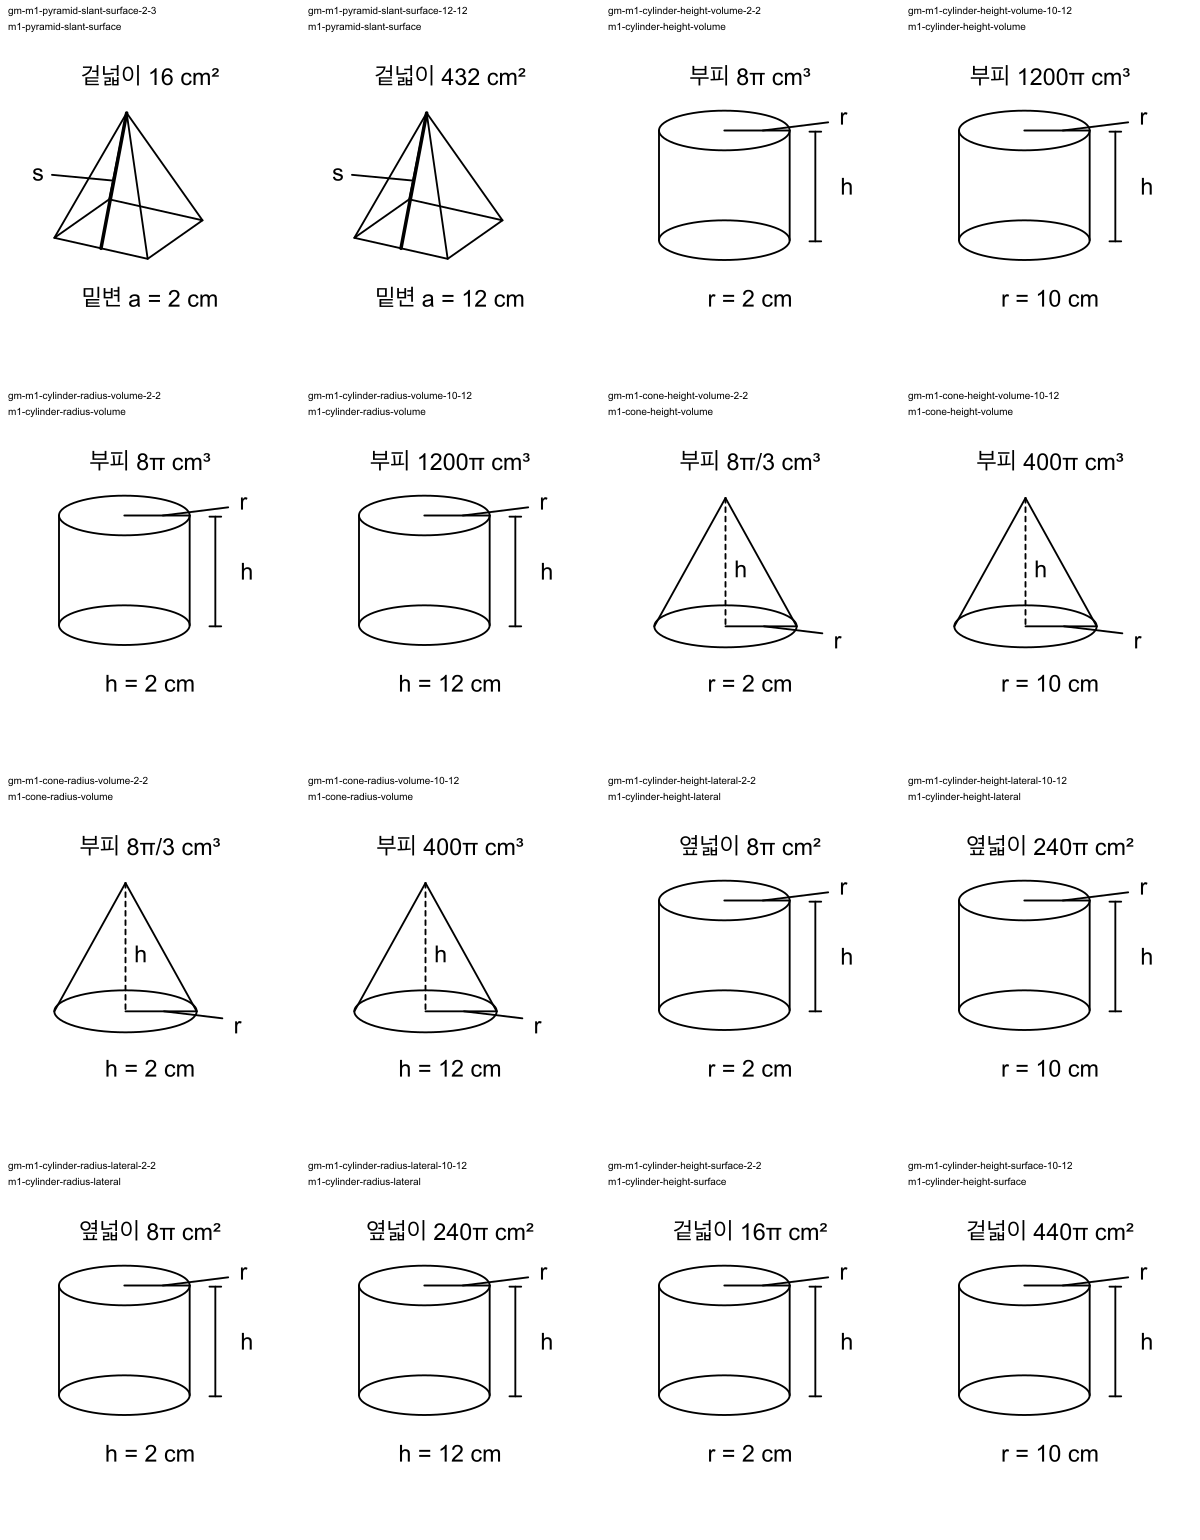 gm-m1-pyramid-slant-surface-2-3
m1-pyramid-slant-surface
겉넓이 16 cm²
s
밑변 a = 2 cm
gm-m1-pyramid-slant-surface-12-12
m1-pyramid-slant-surface
겉넓이 432 cm²
s
밑변 a = 12 cm
gm-m1-cylinder-height-volume-2-2
m1-cylinder-height-volume
부피 8π cm³
r
h
r = 2 cm
gm-m1-cylinder-height-volume-10-12
m1-cylinder-height-volume
부피 1200π cm³
r
h
r = 10 cm
gm-m1-cylinder-radius-volume-2-2
m1-cylinder-radius-volume
부피 8π cm³
r
h
h = 2 cm
gm-m1-cylinder-radius-volume-10-12
m1-cylinder-radius-volume
부피 1200π cm³
r
h
h = 12 cm
gm-m1-cone-height-volume-2-2
m1-cone-height-volume
부피 8π/3 cm³
h
r
r = 2 cm
gm-m1-cone-height-volume-10-12
m1-cone-height-volume
부피 400π cm³
h
r
r = 10 cm
gm-m1-cone-radius-volume-2-2
m1-cone-radius-volume
부피 8π/3 cm³
h
r
h = 2 cm
gm-m1-cone-radius-volume-10-12
m1-cone-radius-volume
부피 400π cm³
h
r
h = 12 cm
gm-m1-cylinder-height-lateral-2-2
m1-cylinder-height-lateral
옆넓이 8π cm²
r
h
r = 2 cm
gm-m1-cylinder-height-lateral-10-12
m1-cylinder-height-lateral
옆넓이 240π cm²
r
h
r = 10 cm
gm-m1-cylinder-radius-lateral-2-2
m1-cylinder-radius-lateral
옆넓이 8π cm²
r
h
h = 2 cm
gm-m1-cylinder-radius-lateral-10-12
m1-cylinder-radius-lateral
옆넓이 240π cm²
r
h
h = 12 cm
gm-m1-cylinder-height-surface-2-2
m1-cylinder-height-surface
겉넓이 16π cm²
r
h
r = 2 cm
gm-m1-cylinder-height-surface-10-12
m1-cylinder-height-surface
겉넓이 440π cm²
r
h
r = 10 cm